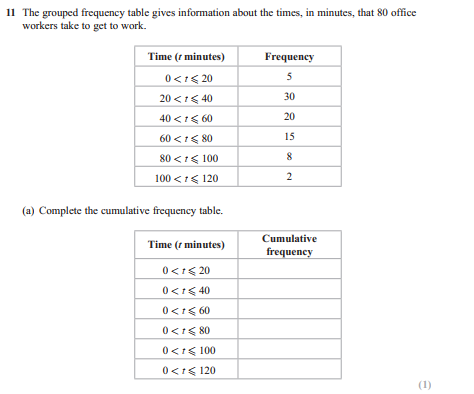 11 The grouped frequency table gives information about the times, in minutes, that 80 office
workers take to get to work.
Time (t minutes) Frequency
0 < t ⩽ 20 5
20 < t ⩽ 40 30
40 < t ⩽ 60 20
60 < t ⩽ 80 15
80 < t ⩽ 100 8
100 < t ⩽ 120 2
(a) Complete the cumulative frequency table.
Time (t minutes) Cumulative
frequency
0 < t ⩽ 20
0 < t ⩽ 40
0 < t ⩽ 60
0 < t ⩽ 80
0 < t ⩽ 100
0 < t ⩽ 120
(1)